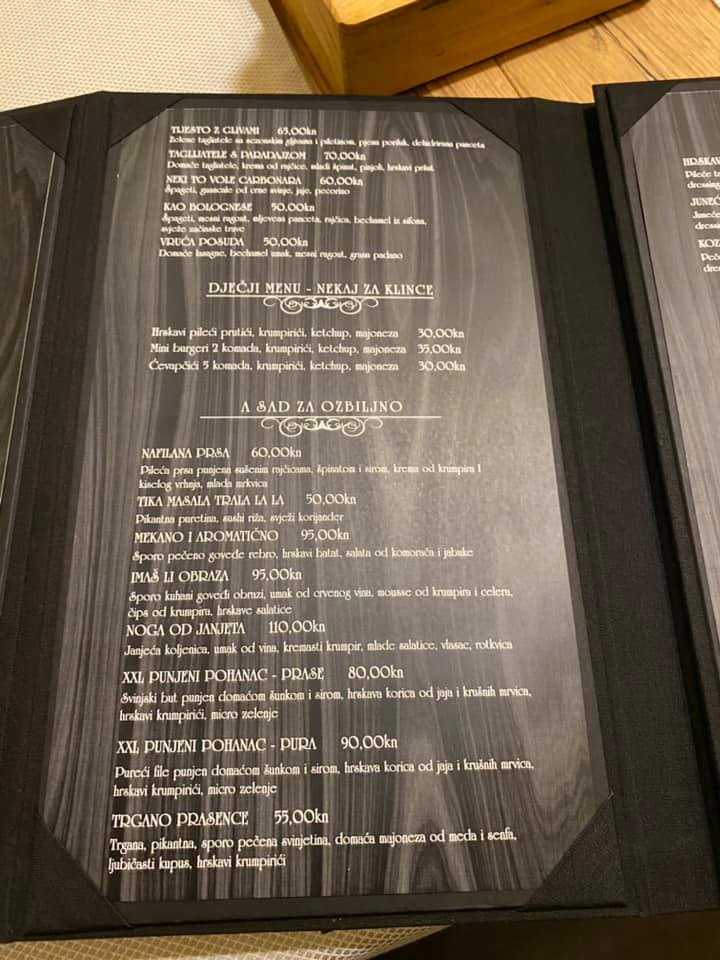 TIJESTO Z GLIVAMI 65,00kn
Zelene tagliatele sa sezonskim gljivama i piletinom, pjena poriluk, dehidrirana panceta
TAGLIJATELE S PARADAJZOM 70,00kn
Domaće tagliatele, krema od rajčice, mladi špinat, pinjoli, hrskavi pršut
NEKI TO VOLE CARBONARA 60,00kn
Špageti, guanciale od crne svinje, jaje, pecorino
KAO BOLOGNESE 50,00kn
Špageti, mesni ragout, mljevena panceta, rajčica, bechamel iz sifona,
svježe začinske trave
VRUĆA POSUDA 50,00kn
Domaće lasagne, bechamel umak, mesni ragout, grana padano
DJEČJI MENU - NEKAJ ZA KLINCE
Hrskavi pileći prutići, krumpirići, ketchup, majoneza 30,00kn
Mini burgeri 2 komada, krumpirići, ketchup, majoneza 35,00kn
Ćevapčići 5 komada, krumpirići, ketchup, majoneza 30,00kn
A SAD ZA OZBILJNO
NAFILANA PRSA 60,00kn
Pileća prsa punjena sušenim rajčicama, špinatom i sirom, krema od krumpira i
kiselog vrhnja, mlada mrkvica
TIKA MASALA TRALA LA LA 50,00kn
Pikantna puretina, sushi riža, svježi korijander
MEKANO I AROMATIČNO 95,00kn
Sporo pečeno goveđe rebro, hrskavi batat, salata od komorača i jabuke
IMAŠ LI OBRAZA 95,00kn
Sporo kuhani goveđi obrazi, umak od crvenog vina, mousse od krumpira i celera,
čips od krumpira, hrskave salatice
NOGA OD JANJETA 110,00kn
Janjeća koljenica, umak od vina, kremasti krumpir, mlade salatice, vlasac, rotkvica
XXL PUNJENI POHANAC - PRASE 80,00kn
Svinjski but punjen domaćom šunkom i sirom, hrskava korica od jaja i krušnih mrvica,
hrskavi krumpirići, micro zelenje
XXL PUNJENI POHANAC - PURA 90,00kn
Pureći file punjen domaćom šunkom i sirom, hrskava korica od jaja i krušnih mrvica,
hrskavi krumpirići, micro zelenje
TRGANO PRASENCE 55,00kn
Trgana, pikantna, sporo pečena svinjetina, domaća majoneza od meda i senfa,
ljubičasti kupus, hrskavi krumpirići
HRSKAV
Pileće
dressing
JUNEĆ
Juneće
dress
KOZ
Peč
dre